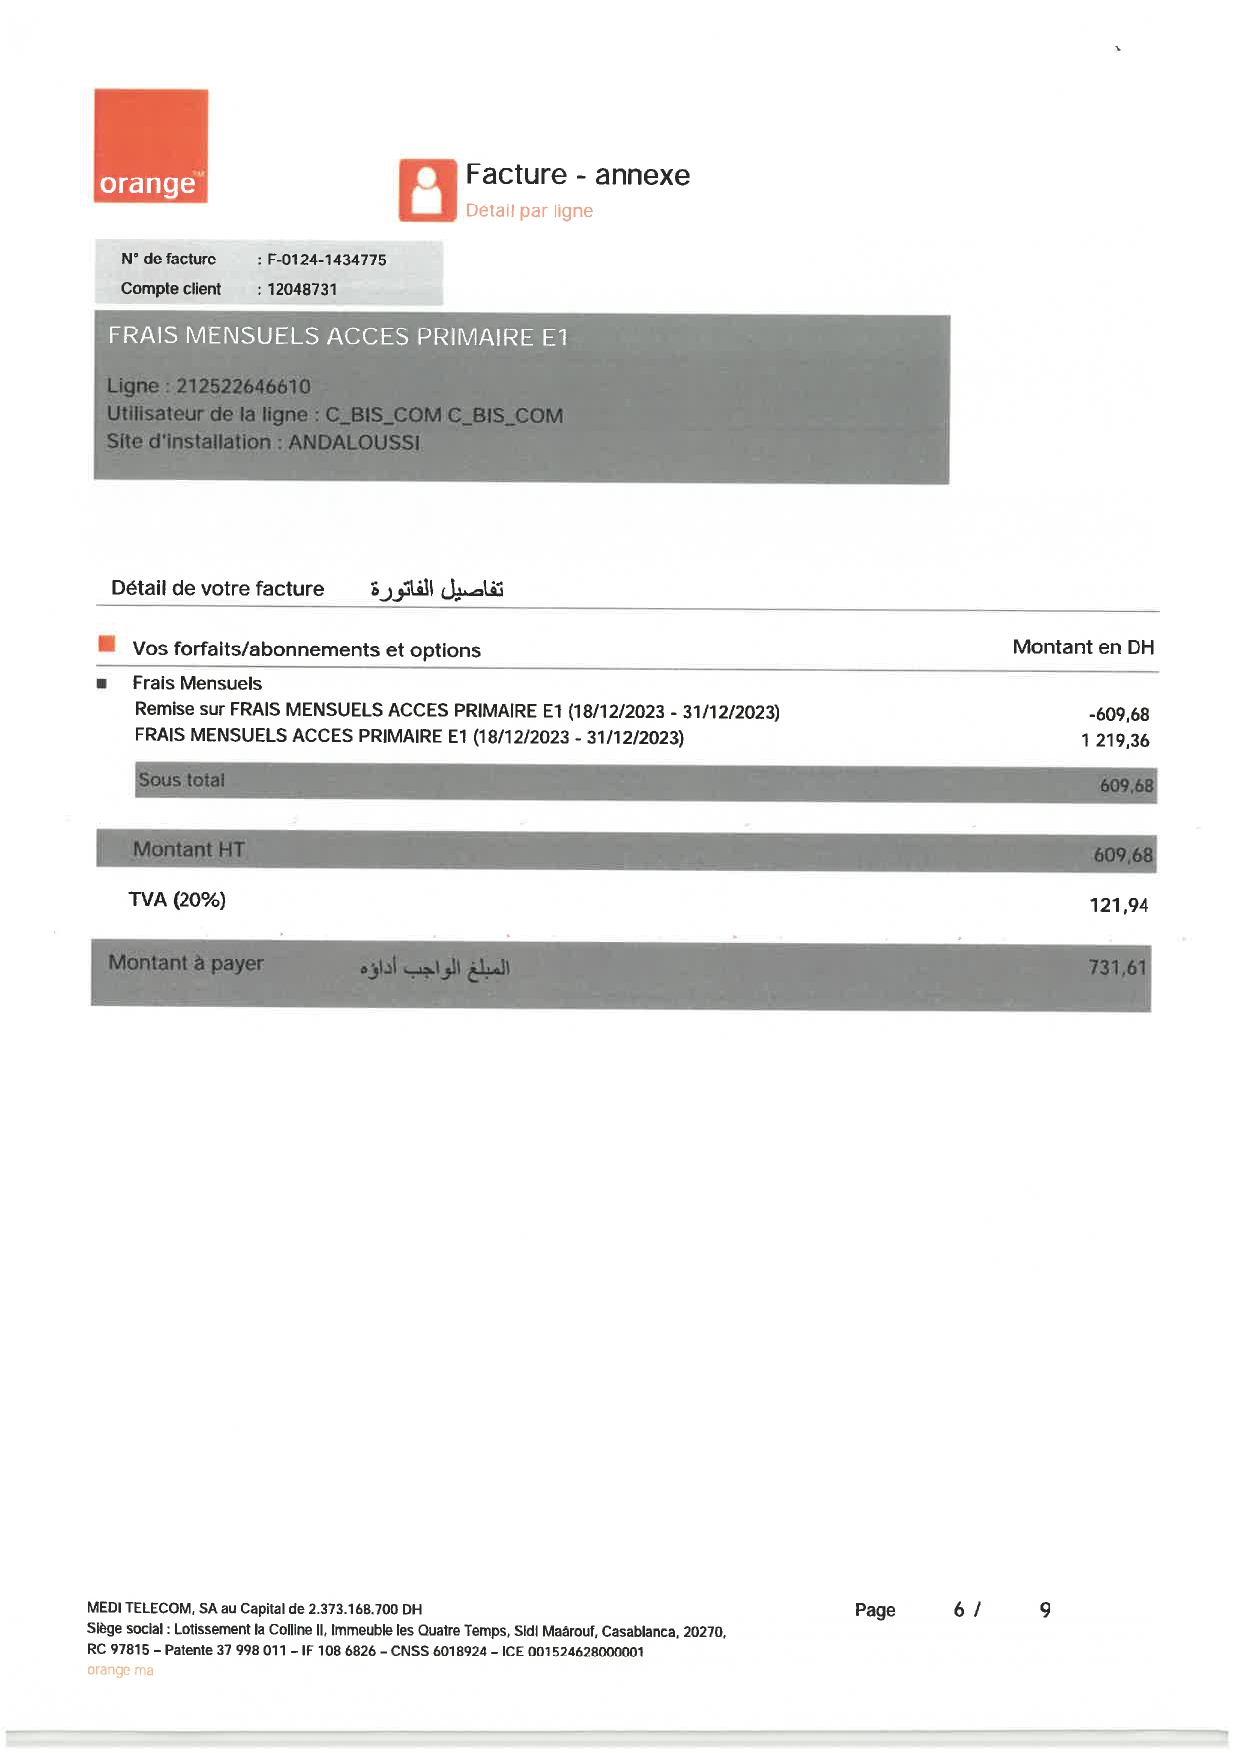 orange™
Facture - annexe
Détail par ligne
N° de facture : F-0124-1434775
Compte client : 12048731
FRAIS MENSUELS ACCES PRIMAIRE E1
Ligne : 212522646610
Utilisateur de la ligne : C_BIS_COM C_BIS_COM
Site d'installation : ANDALOUSSI
Détail de votre facture تفاصيل الفاتورة
Vos forfaits/abonnements et options Montant en DH
Frais Mensuels
Remise sur FRAIS MENSUELS ACCES PRIMAIRE E1 (18/12/2023 - 31/12/2023) -609,68
FRAIS MENSUELS ACCES PRIMAIRE E1 (18/12/2023 - 31/12/2023) 1 219,36
Sous total 609,68
Montant HT 609,68
TVA (20%) 121,94
Montant à payer المبلغ الواجب أداؤه 731,61
MEDI TELECOM, SA au Capital de 2.373.168.700 DH
Siège social : Lotissement la Colline II, Immeuble les Quatre Temps, Sidi Maârouf, Casablanca, 20270,
RC 97815 – Patente 37 998 011 – IF 108 6826 – CNSS 6018924 – ICE 001524628000001
orange ma
Page 6 / 9